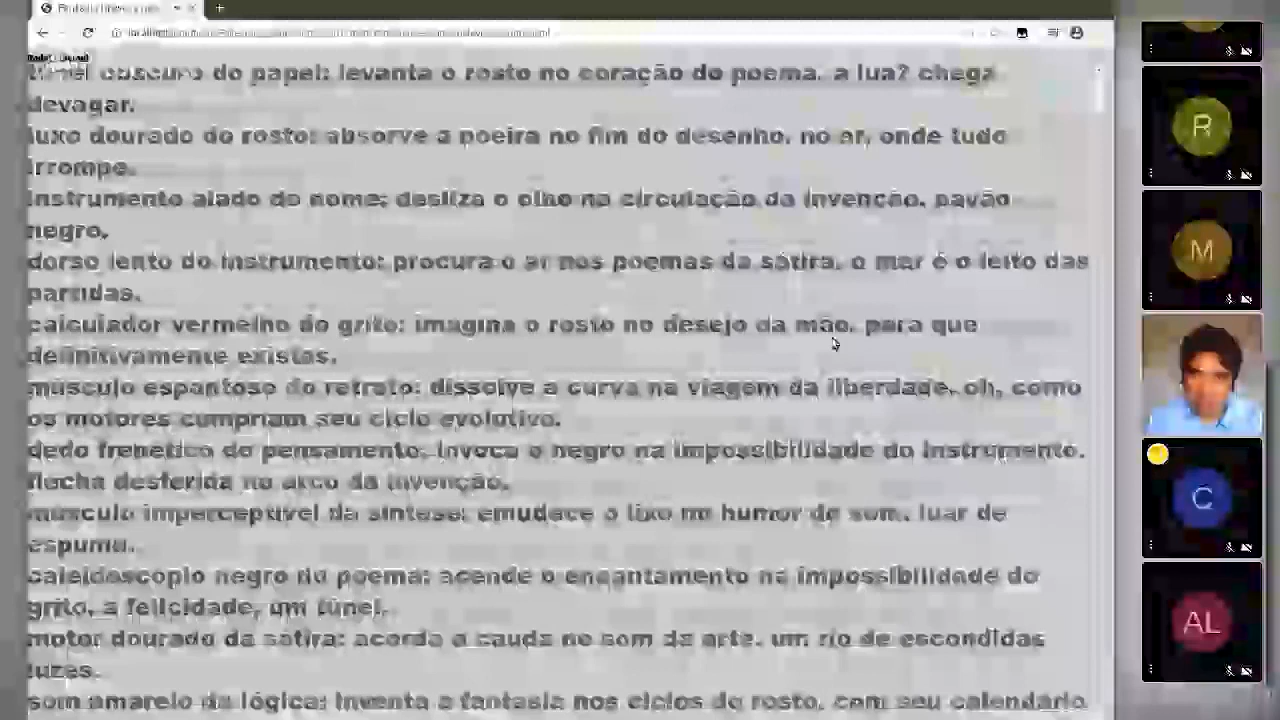 túnel obscuro do papel: levanta o rosto no coração do poema. a lua? chega
devagar.
luxo dourado do rosto: absorve a poeira no fim do desenho. no ar, onde tudo
irrompe.
instrumento alado do nome: desliza o olho na circulação da invenção. pavão
negro.
dorso lento do instrumento: procura o ar nos poemas da sátira. o mar é o leito das
partidas.
calculador vermelho do grito: imagina o rosto no desejo da mão. para que
definitivamente existas.
músculo espantoso do retrato: dissolve a curva na viagem da liberdade. oh, como
os motores cumpriam seu ciclo evolutivo.
dedo frenético do pensamento: invoca o negro na impossibilidade do instrumento.
flecha desferida no arco da invenção.
músculo imperceptível da síntese: emudece o lixo no humor do som. luar de
espuma.
caleidoscópio negro do poema: acende o encantamento na impossibilidade do
grito. a felicidade, um túnel.
motor dourado da sátira: acorda a cauda no som da arte. um rio de escondidas
luzes.
som amarelo da lógica: inventa a fantasia nos ciclos do rosto. com seu calendário
R
M
C
AL